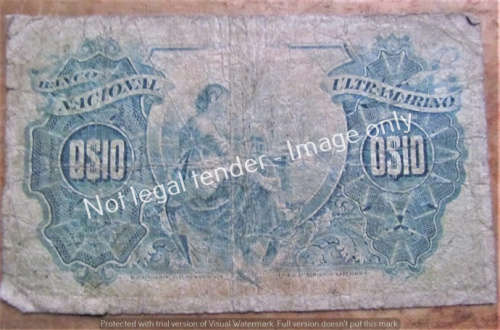 BANCO
NACIONAL
ULTRAMARINO
0$10
0$10
Not legal tender - Image only
Protected with trial version of Visual Watermark. Full version doesn't put this mark.